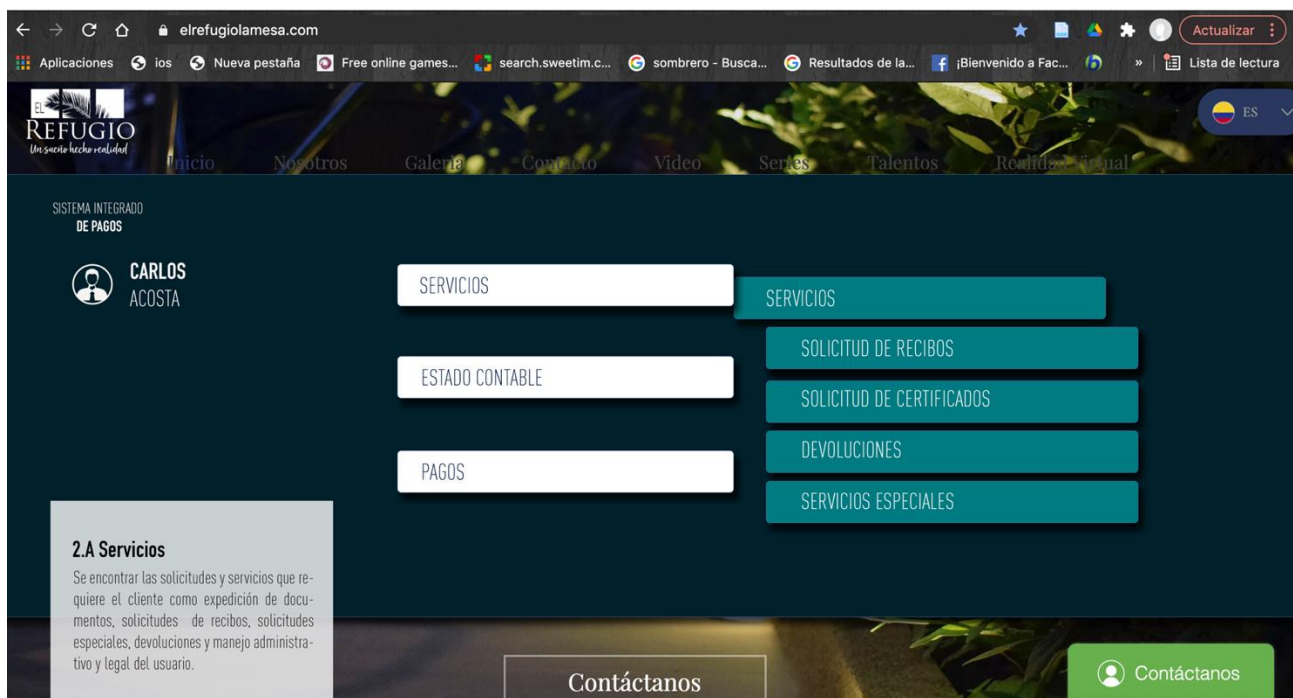 elrefugiolamesa.com
Actualizar
Aplicaciones ios Nueva pestaña Free online games... search.sweetim.c... sombrero - Busca... Resultados de la... ¡Bienvenido a Fac... » Lista de lectura
EL
REFUGIO
Un sueño hecho realidad
ES
Inicio Nosotros Galería Contacto Video Series Talentos Realidad Virtual
SISTEMA INTEGRADO
DE PAGOS
CARLOS
ACOSTA
SERVICIOS
ESTADO CONTABLE
PAGOS
SERVICIOS
SOLICITUD DE RECIBOS
SOLICITUD DE CERTIFICADOS
DEVOLUCIONES
SERVICIOS ESPECIALES
2.A Servicios
Se encontrar las solicitudes y servicios que re-
quiere el cliente como expedición de docu-
mentos, solicitudes de recibos, solicitudes
especiales, devoluciones y manejo administra-
tivo y legal del usuario.
Contáctanos
Contáctanos